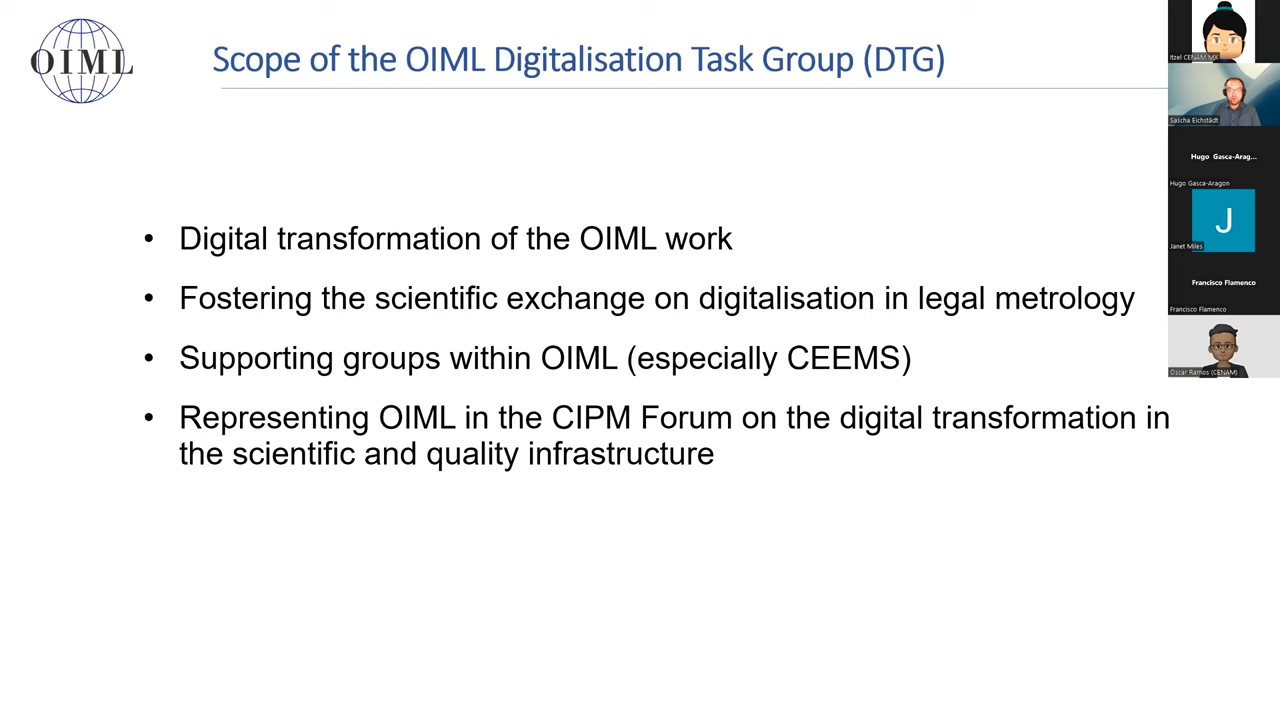 OIML
Scope of the OIML Digitalisation Task Group (DTG)
• Digital transformation of the OIML work
• Fostering the scientific exchange on digitalisation in legal metrology
• Supporting groups within OIML (especially CEEMS)
• Representing OIML in the CIPM Forum on the digital transformation in
the scientific and quality infrastructure
Itzel CENAM MX
Sascha Eichstädt
Hugo Gasca-Arag...
Hugo Gasca-Aragon
J
Janet Miles
Francisco Flamenco
Francisco Flamenco
Oscar Ramos (CENAM)